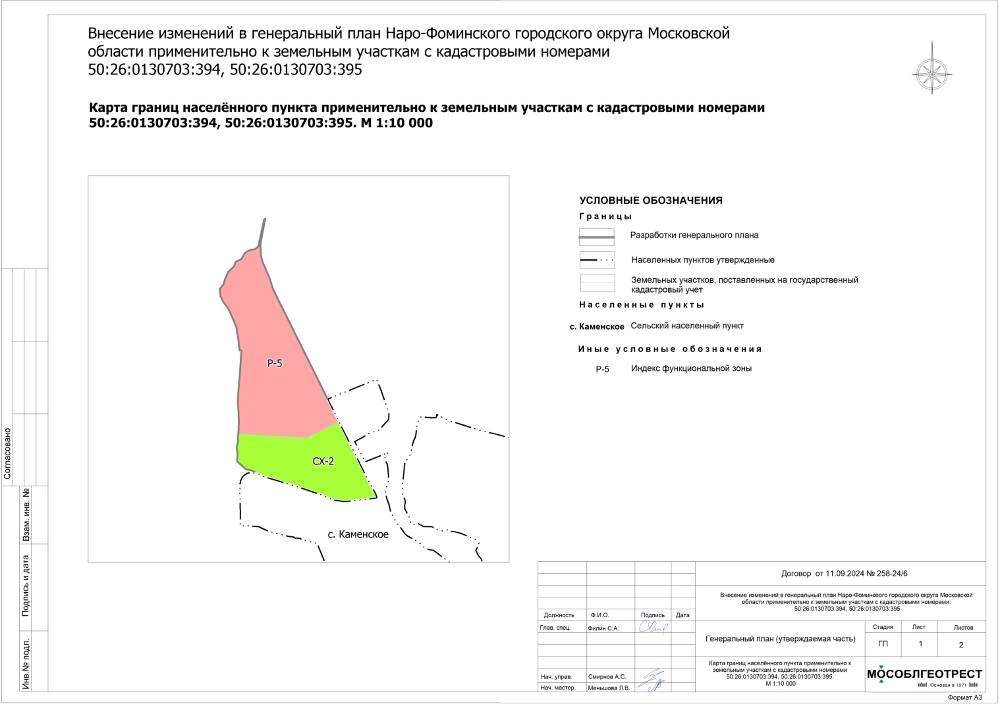 Внесение изменений в генеральный план Наро-Фоминского городского округа Московской
области применительно к земельным участкам с кадастровыми номерами
50:26:0130703:394, 50:26:0130703:395
Карта границ населённого пункта применительно к земельным участкам с кадастровыми номерами
50:26:0130703:394, 50:26:0130703:395. М 1:10 000
Р-5
СХ-2
с. Каменское
УСЛОВНЫЕ ОБОЗНАЧЕНИЯ
Границы
Разработки генерального плана
Населенных пунктов утвержденные
Земельных участков, поставленных на государственный
кадастровый учет
Населенные пункты
с. Каменское Сельский населенный пункт
Иные условные обозначения
Р-5 Индекс функциональной зоны
Согласовано
Взам. инв. №
Подпись и дата
Инв.№ подл.
Договор от 11.09.2024 № 258-24/6
Внесение изменений в генеральный план Наро-Фоминсеого городского округа Московской
области применительно к земельным участкам с кадастровыми номерами:
50:26:0130703:394, 50:26:0130703:395
Должность Ф.И.О. Подпись Дата
Глав. спец. Филин С.А.
Генеральный план (утверждаемая часть)
Стадия Лист Листов
ГП 1 2
Нач. управ. Смирнов А.С.
Нач. мастер. Меньшова Л.В.
Карта границ населённого пункта применительно к
земельным участкам с кадастровыми номерами
50:26:0130703:394, 50:26:0130703:395.
М 1:10 000
МОСОБЛГЕОТРЕСТ
Основан в 1971
Формат А3